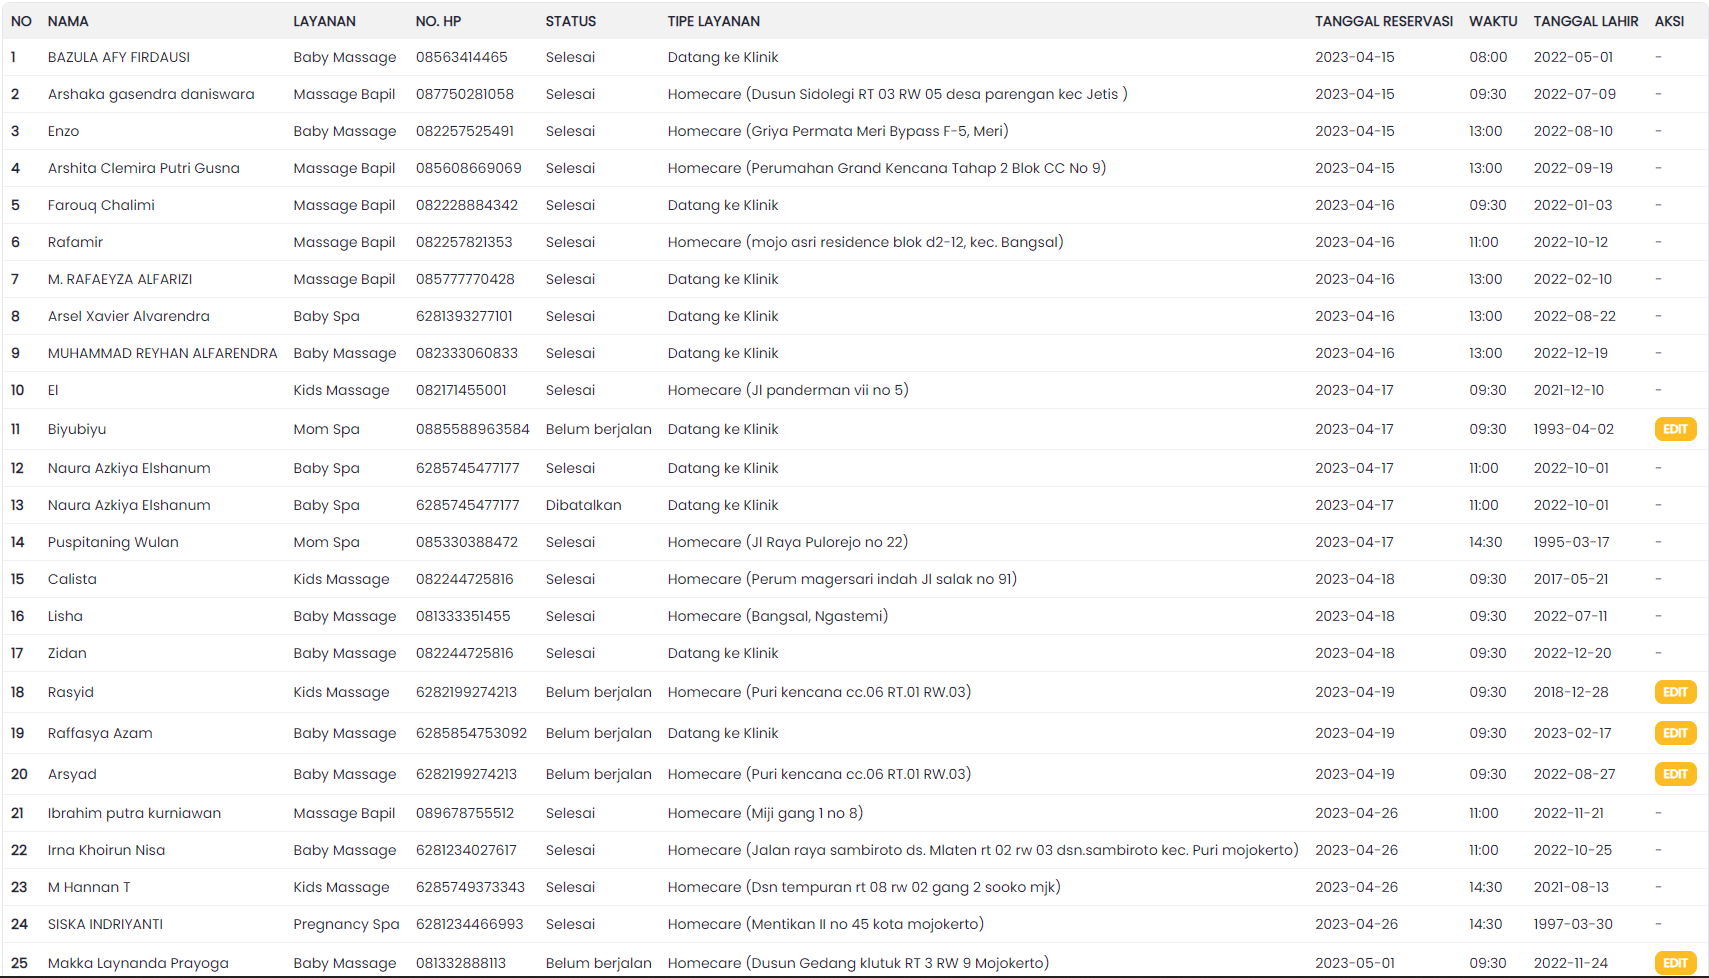 NO NAMA LAYANAN NO. HP STATUS TIPE LAYANAN TANGGAL RESERVASI WAKTU TANGGAL LAHIR AKSI
1 BAZULA AFY FIRDAUSI Baby Massage 08563414465 Selesai Datang ke Klinik 2023-04-15 08:00 2022-05-01 -
2 Arshaka gasendra daniswara Massage Bapil 087750281058 Selesai Homecare (Dusun Sidolegi RT 03 RW 05 desa parengan kec Jetis ) 2023-04-15 09:30 2022-07-09 -
3 Enzo Baby Massage 082257525491 Selesai Homecare (Griya Permata Meri Bypass F-5, Meri) 2023-04-15 13:00 2022-08-10 -
4 Arshita Clemira Putri Gusna Massage Bapil 085608669069 Selesai Homecare (Perumahan Grand Kencana Tahap 2 Blok CC No 9) 2023-04-15 13:00 2022-09-19 -
5 Farouq Chalimi Massage Bapil 082228884342 Selesai Datang ke Klinik 2023-04-16 09:30 2022-01-03 -
6 Rafamir Massage Bapil 082257821353 Selesai Homecare (mojo asri residence blok d2-12, kec. Bangsal) 2023-04-16 11:00 2022-10-12 -
7 M. RAFAEYZA ALFARIZI Massage Bapil 085777770428 Selesai Datang ke Klinik 2023-04-16 13:00 2022-02-10 -
8 Arsel Xavier Alvarendra Baby Spa 6281393277101 Selesai Datang ke Klinik 2023-04-16 13:00 2022-08-22 -
9 MUHAMMAD REYHAN ALFARENDRA Baby Massage 082333060833 Selesai Datang ke Klinik 2023-04-16 13:00 2022-12-19 -
10 El Kids Massage 082171455001 Selesai Homecare (Jl panderman vii no 5) 2023-04-17 09:30 2021-12-10 -
11 Biyubiyu Mom Spa 0885588963584 Belum berjalan Datang ke Klinik 2023-04-17 09:30 1993-04-02 EDIT
12 Naura Azkiya Elshanum Baby Spa 6285745477177 Selesai Datang ke Klinik 2023-04-17 11:00 2022-10-01 -
13 Naura Azkiya Elshanum Baby Spa 6285745477177 Dibatalkan Datang ke Klinik 2023-04-17 11:00 2022-10-01 -
14 Puspitaning Wulan Mom Spa 085330388472 Selesai Homecare (Jl Raya Pulorejo no 22) 2023-04-17 14:30 1995-03-17 -
15 Calista Kids Massage 082244725816 Selesai Homecare (Perum magersari indah Jl salak no 91) 2023-04-18 09:30 2017-05-21 -
16 Lisha Baby Massage 081333351455 Selesai Homecare (Bangsal, Ngastemi) 2023-04-18 09:30 2022-07-11 -
17 Zidan Baby Massage 082244725816 Selesai Datang ke Klinik 2023-04-18 09:30 2022-12-20 -
18 Rasyid Kids Massage 6282199274213 Belum berjalan Homecare (Puri kencana cc.06 RT.01 RW.03) 2023-04-19 09:30 2018-12-28 EDIT
19 Raffasya Azam Baby Massage 6285854753092 Belum berjalan Datang ke Klinik 2023-04-19 09:30 2023-02-17 EDIT
20 Arsyad Baby Massage 6282199274213 Belum berjalan Homecare (Puri kencana cc.06 RT.01 RW.03) 2023-04-19 09:30 2022-08-27 EDIT
21 Ibrahim putra kurniawan Massage Bapil 089678755512 Selesai Homecare (Miji gang 1 no 8) 2023-04-26 11:00 2022-11-21 -
22 Irna Khoirun Nisa Baby Massage 6281234027617 Selesai Homecare (Jalan raya sambiroto ds. Mlaten rt 02 rw 03 dsn.sambiroto kec. Puri mojokerto) 2023-04-26 11:00 2022-10-25 -
23 M Hannan T Kids Massage 6285749373343 Selesai Homecare (Dsn tempuran rt 08 rw 02 gang 2 sooko mjk) 2023-04-26 14:30 2021-08-13 -
24 SISKA INDRIYANTI Pregnancy Spa 6281234466993 Selesai Homecare (Mentikan II no 45 kota mojokerto) 2023-04-26 14:30 1997-03-30 -
25 Makka Laynanda Prayoga Baby Massage 081332888113 Belum berjalan Homecare (Dusun Gedang klutuk RT 3 RW 9 Mojokerto) 2023-05-01 09:30 2022-11-24 EDIT